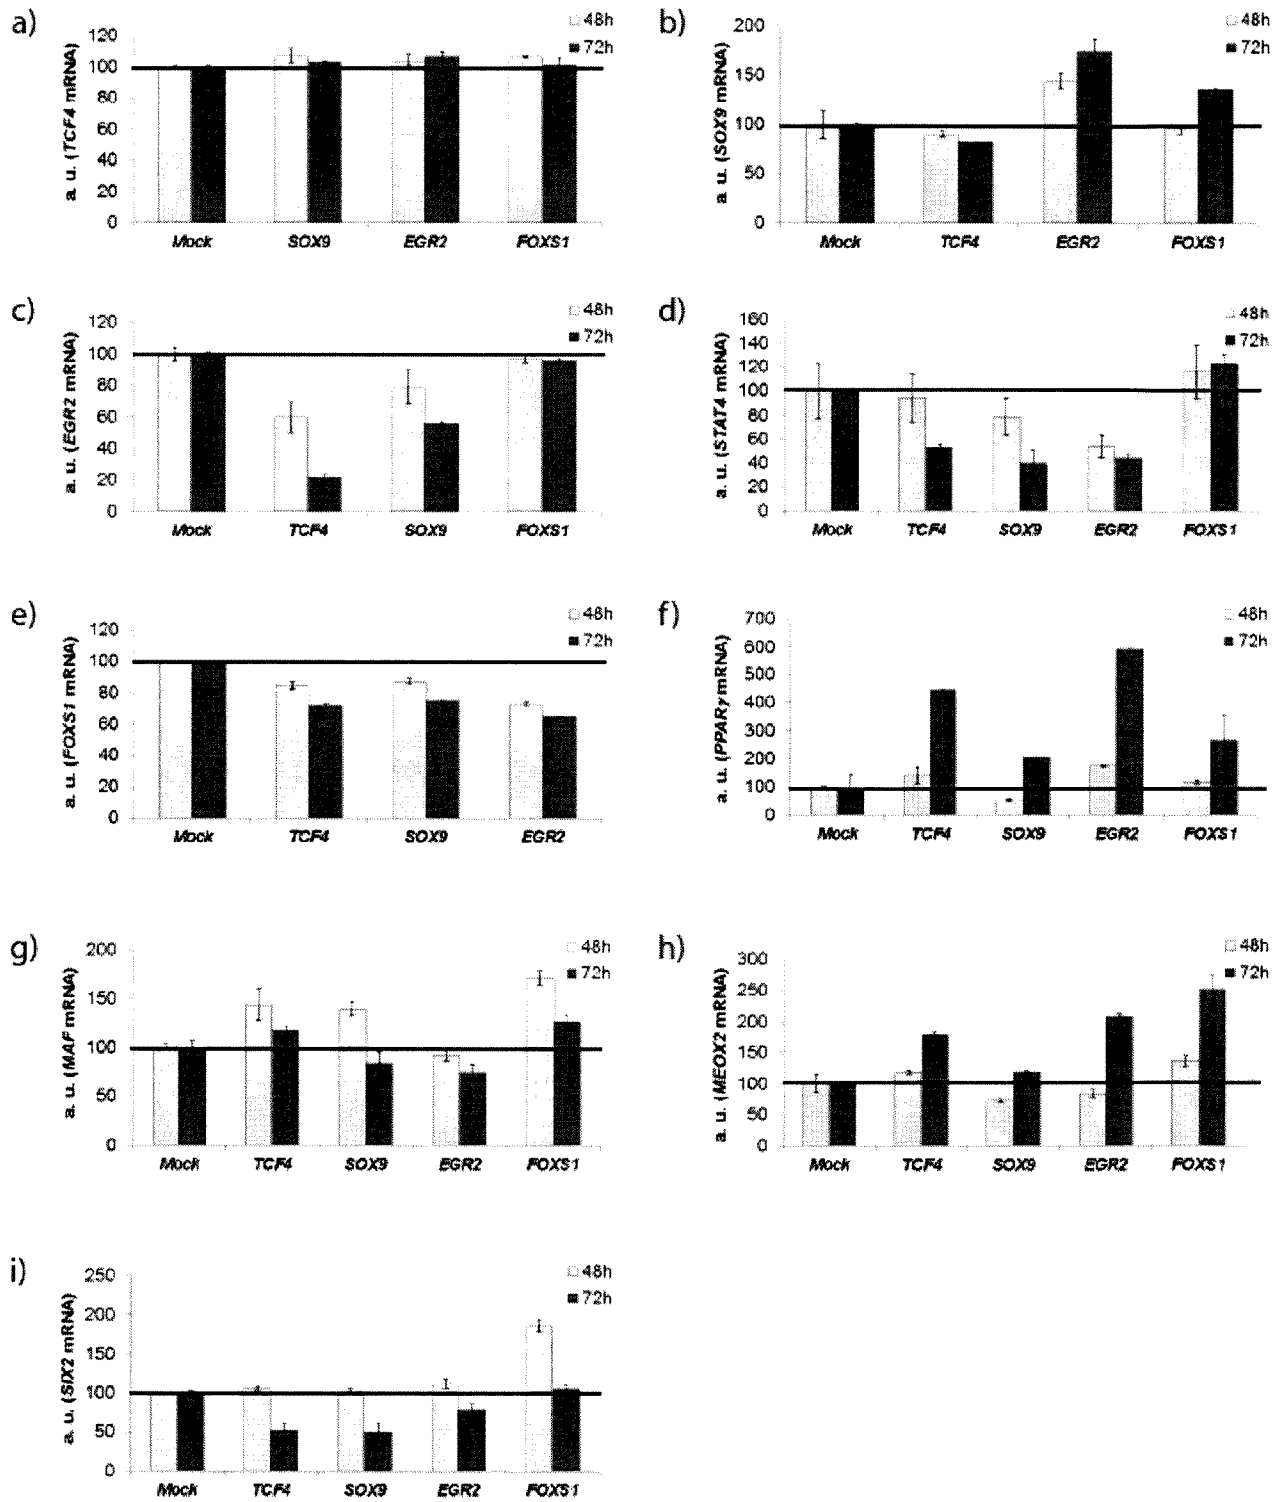 a)
a. u. (TCF4 mRNA)
48h
72h
120
100
80
60
40
20
0
Mock SOX9 EGR2 FOXS1
b)
a. u. (SOX9 mRNA)
48h
72h
200
150
100
50
0
Mock TCF4 EGR2 FOXS1
c)
a. u. (EGR2 mRNA)
48h
72h
120
100
80
60
40
20
0
Mock TCF4 SOX9 FOXS1
d)
a. u. (STAT4 mRNA)
48h
72h
160
140
120
100
80
60
40
20
0
Mock TCF4 SOX9 EGR2 FOXS1
e)
a. u. (FOXS1 mRNA)
48h
72h
120
100
80
60
40
20
0
Mock TCF4 SOX9 EGR2
f)
a. u. (PPARγ mRNA)
48h
72h
700
600
500
400
300
200
100
0
Mock TCF4 SOX9 EGR2 FOXS1
g)
a. u. (MAF mRNA)
48h
72h
200
150
100
50
0
Mock TCF4 SOX9 EGR2 FOXS1
h)
a. u. (MEOX2 mRNA)
48h
72h
300
250
200
150
100
50
0
Mock TCF4 SOX9 EGR2 FOXS1
i)
a. u. (SIX2 mRNA)
48h
72h
250
200
150
100
50
0
Mock TCF4 SOX9 EGR2 FOXS1